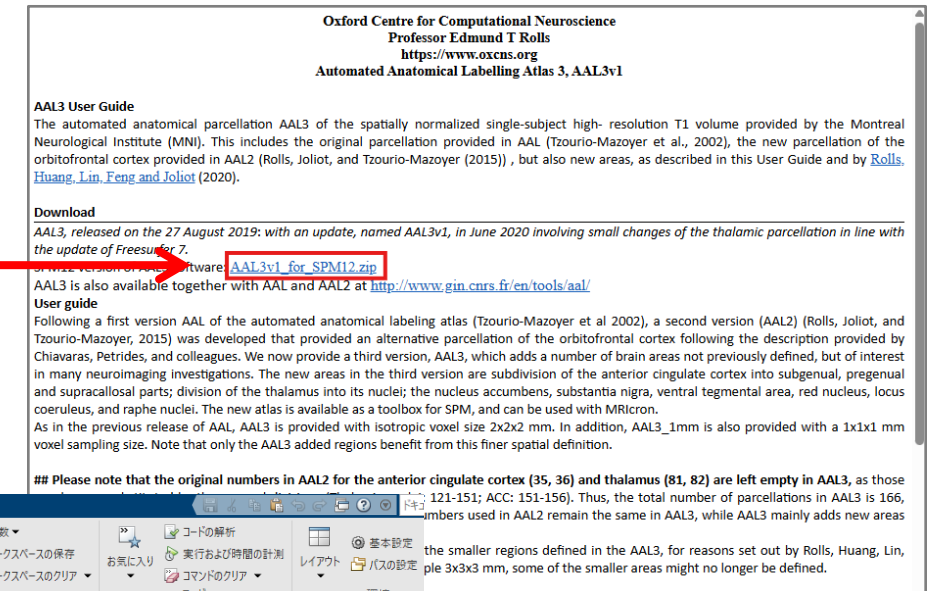 Oxford Centre for Computational Neuroscience
Professor Edmund T Rolls
https://www.oxcns.org
Automated Anatomical Labelling Atlas 3, AAL3v1
AAL3 User Guide
The automated anatomical parcellation AAL3 of the spatially normalized single-subject high- resolution T1 volume provided by the Montreal
Neurological Institute (MNI). This includes the original parcellation provided in AAL (Tzourio-Mazoyer et al., 2002), the new parcellation of the
orbitofrontal cortex provided in AAL2 (Rolls, Joliot, and Tzourio-Mazoyer (2015)) , but also new areas, as described in this User Guide and by Rolls,
Huang, Lin, Feng and Joliot (2020).
Download
AAL3, released on the 27 August 2019: with an update, named AAL3v1, in June 2020 involving small changes of the thalamic parcellation in line with
the update of Freesurfer 7.
SPM12 version of AAL3 software: AAL3v1_for_SPM12.zip
AAL3 is also available together with AAL and AAL2 at http://www.gin.cnrs.fr/en/tools/aal/
User guide
Following a first version AAL of the automated anatomical labeling atlas (Tzourio-Mazoyer et al 2002), a second version (AAL2) (Rolls, Joliot, and
Tzourio-Mazoyer, 2015) was developed that provided an alternative parcellation of the orbitofrontal cortex following the description provided by
Chiavaras, Petrides, and colleagues. We now provide a third version, AAL3, which adds a number of brain areas not previously defined, but of interest
in many neuroimaging investigations. The new areas in the third version are subdivision of the anterior cingulate cortex into subgenual, pregenual
and supracallosal parts; division of the thalamus into its nuclei; the nucleus accumbens, substantia nigra, ventral tegmental area, red nucleus, locus
coeruleus, and raphe nuclei. The new atlas is available as a toolbox for SPM, and can be used with MRIcron.
As in the previous release of AAL, AAL3 is provided with isotropic voxel size 2x2x2 mm. In addition, AAL3_1mm is also provided with a 1x1x1 mm
voxel sampling size. Note that only the AAL3 added regions benefit from this finer spatial definition.
## Please note that the original numbers in AAL2 for the anterior cingulate cortex (35, 36) and thalamus (81, 82) are left empty in AAL3, as those
121-151; ACC: 151-156). Thus, the total number of parcellations in AAL3 is 166,
numbers used in AAL2 remain the same in AAL3, while AAL3 mainly adds new areas
the smaller regions defined in the AAL3, for reasons set out by Rolls, Huang, Lin,
ple 3x3x3 mm, some of the smaller areas might no longer be defined.
ドキュ
数
クスペースの保存
クスペースのクリア
お気に入り
コードの解析
実行および時間の計測
コマンドのクリア
レイアウト
基本設定
パスの設定